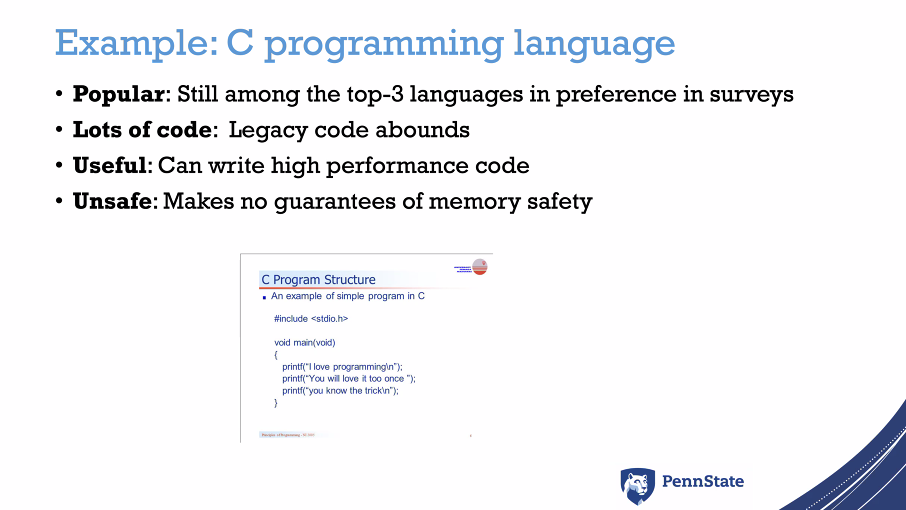 Example: C programming language
• Popular: Still among the top-3 languages in preference in surveys
• Lots of code: Legacy code abounds
• Useful: Can write high performance code
• Unsafe: Makes no guarantees of memory safety
C Program Structure
■ An example of simple program in C
#include <stdio.h>
void main(void)
{
printf(“I love programming\n”);
printf(“You will love it too once ”);
printf(“you know the trick\n”);
}
PennState